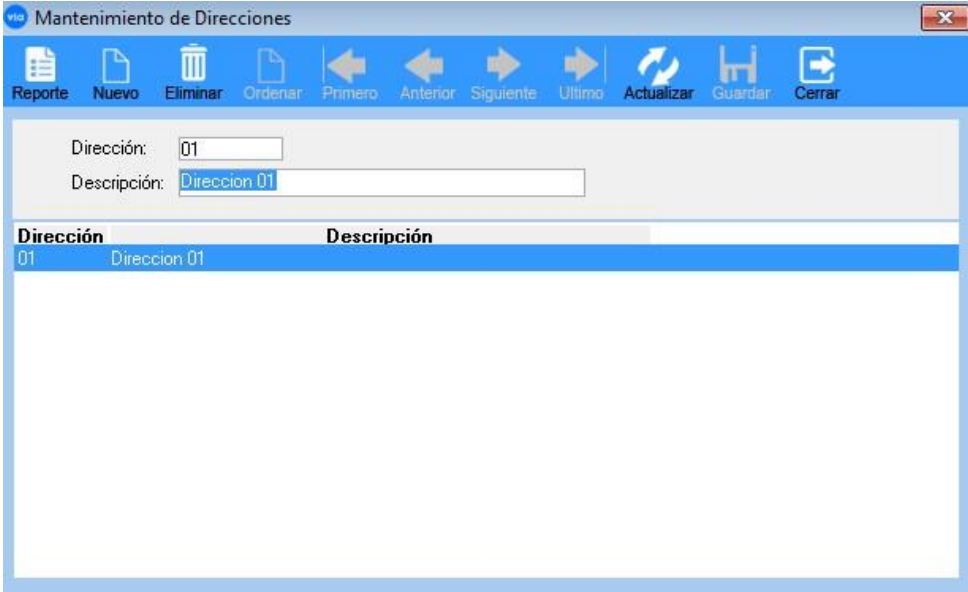 via Mantenimiento de Direcciones
Reporte Nuevo Eliminar Ordenar Primero Anterior Siguiente Ultimo Actualizar Guardar Cerrar
Dirección: 01
Descripción: Direccion 01
Dirección Descripción
01 Direccion 01